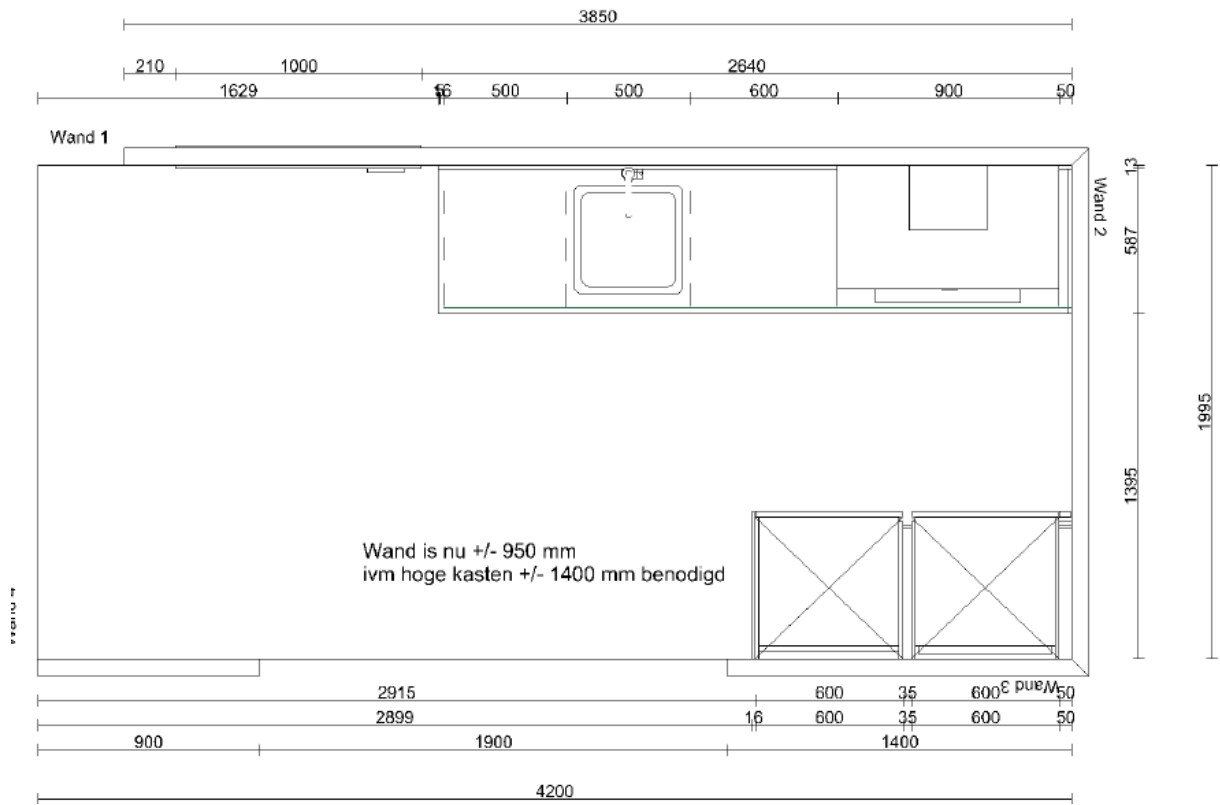 3850
210 1000 2640
1629 16 500 500 600 900 50
Wand 1
13
Wand 2
587
1995
1395
Wand is nu +/- 950 mm
ivm hoge kasten +/- 1400 mm benodigd
Wand 3
2915 600 35 600 50
2899 16 600 35 600 50
900 1900 1400
4200